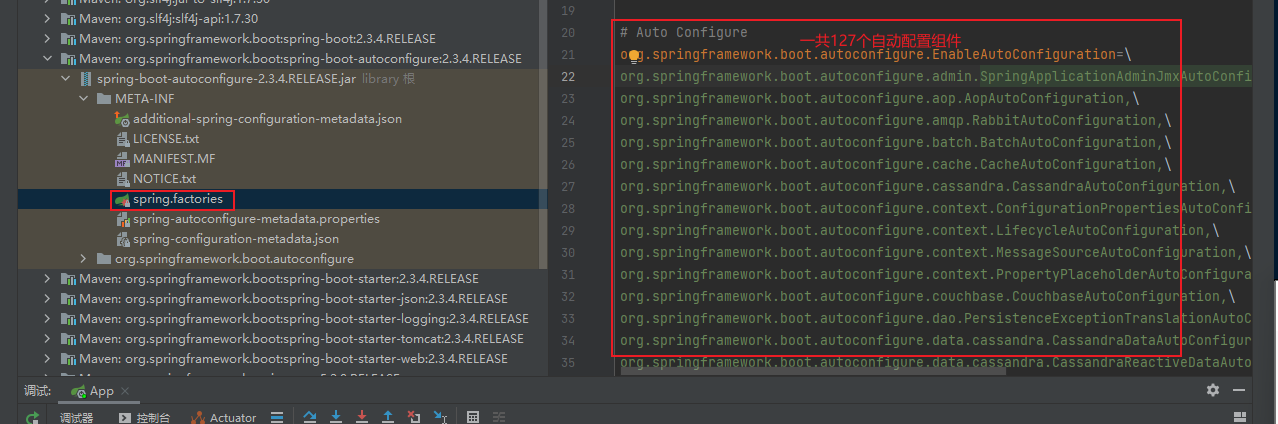 Maven: org.slf4j:jul-to-slf4j:1.7.30
Maven: org.slf4j:slf4j-api:1.7.30
Maven: org.springframework.boot:spring-boot:2.3.4.RELEASE
Maven: org.springframework.boot:spring-boot-autoconfigure:2.3.4.RELEASE
spring-boot-autoconfigure-2.3.4.RELEASE.jar library 根
META-INF
additional-spring-configuration-metadata.json
LICENSE.txt
MANIFEST.MF
NOTICE.txt
spring.factories
spring-autoconfigure-metadata.properties
spring-configuration-metadata.json
org.springframework.boot.autoconfigure
Maven: org.springframework.boot:spring-boot-starter:2.3.4.RELEASE
Maven: org.springframework.boot:spring-boot-starter-json:2.3.4.RELEASE
Maven: org.springframework.boot:spring-boot-starter-logging:2.3.4.RELEASE
Maven: org.springframework.boot:spring-boot-starter-tomcat:2.3.4.RELEASE
Maven: org.springframework.boot:spring-boot-starter-web:2.3.4.RELEASE
19
20 # Auto Configure
一共127个自动配置组件
21 org.springframework.boot.autoconfigure.EnableAutoConfiguration=\
22 org.springframework.boot.autoconfigure.admin.SpringApplicationAdminJmxAutoConfi
23 org.springframework.boot.autoconfigure.aop.AopAutoConfiguration,\
24 org.springframework.boot.autoconfigure.amqp.RabbitAutoConfiguration,\
25 org.springframework.boot.autoconfigure.batch.BatchAutoConfiguration,\
26 org.springframework.boot.autoconfigure.cache.CacheAutoConfiguration,\
27 org.springframework.boot.autoconfigure.cassandra.CassandraAutoConfiguration,\
28 org.springframework.boot.autoconfigure.context.ConfigurationPropertiesAutoConfi
29 org.springframework.boot.autoconfigure.context.LifecycleAutoConfiguration,\
30 org.springframework.boot.autoconfigure.context.MessageSourceAutoConfiguration,\
31 org.springframework.boot.autoconfigure.context.PropertyPlaceholderAutoConfigura
32 org.springframework.boot.autoconfigure.couchbase.CouchbaseAutoConfiguration,\
33 org.springframework.boot.autoconfigure.dao.PersistenceExceptionTranslationAutoC
34 org.springframework.boot.autoconfigure.data.cassandra.CassandraDataAutoConfigur
35 org.springframework.boot.autoconfigure.data.cassandra.CassandraReactiveDataAuto
调试: App
调试器 控制台 Actuator